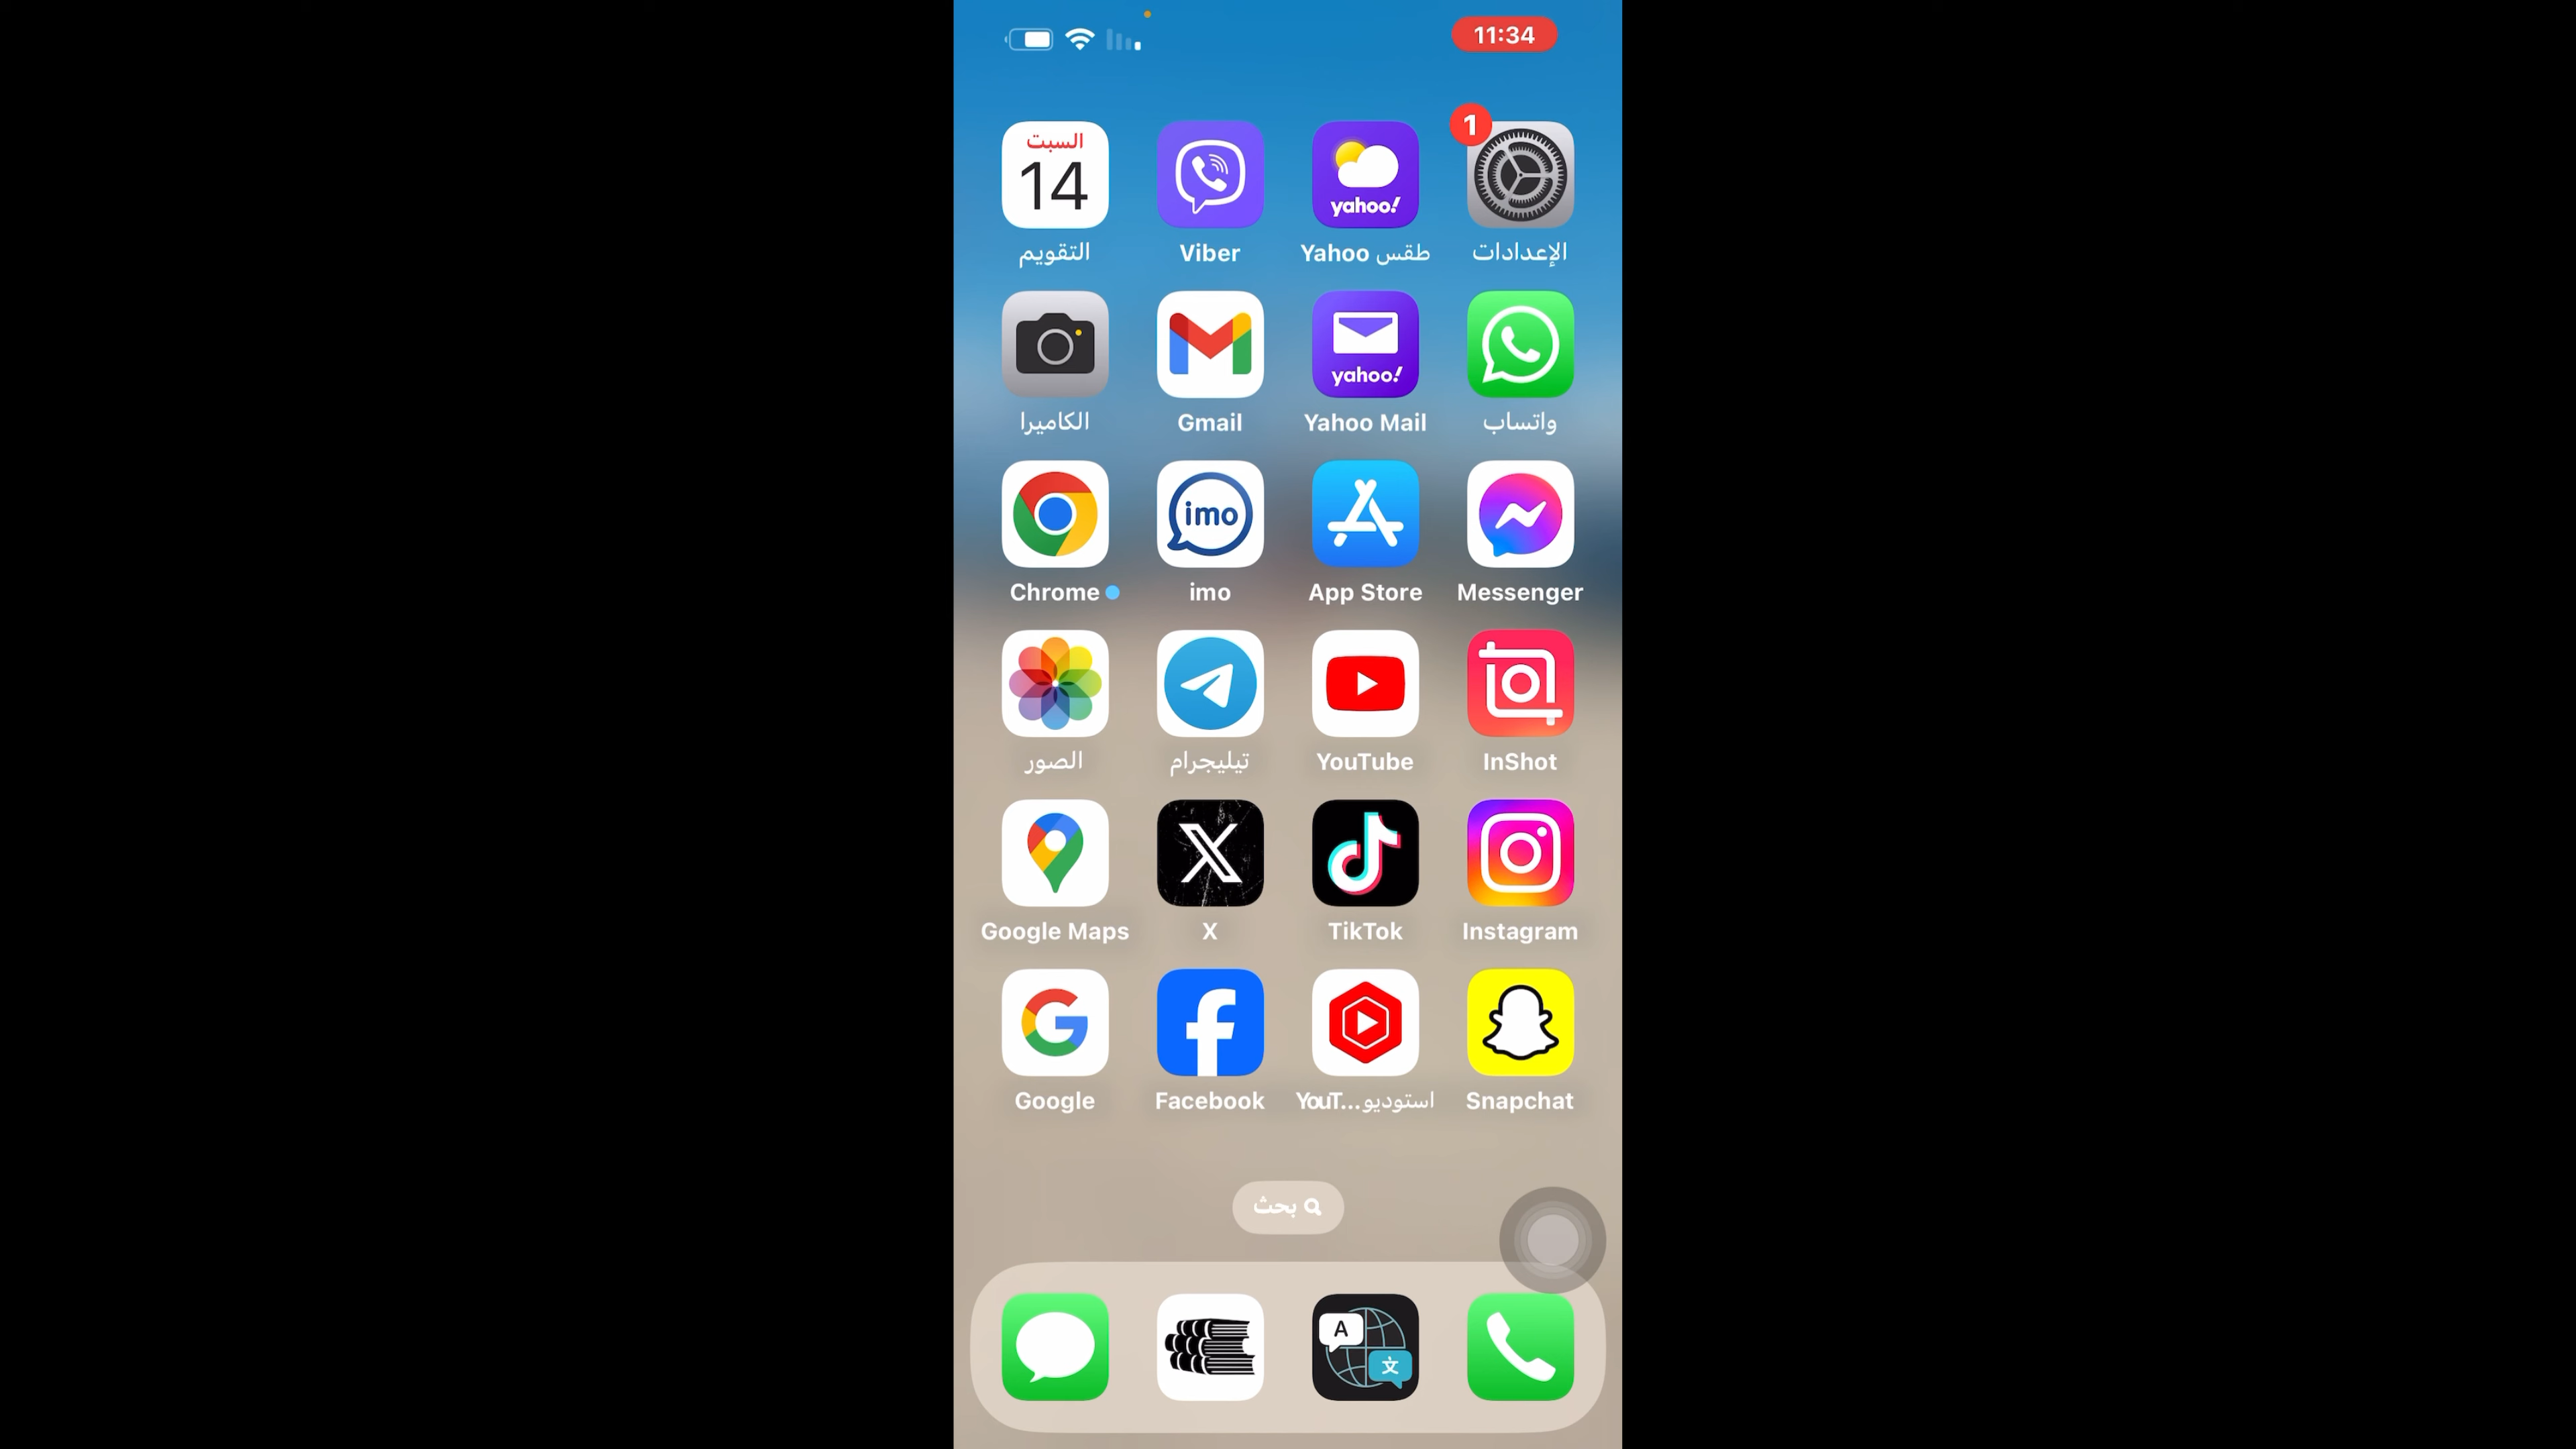 11:34
1
السبت
14
yahoo!
الإعدادات
طقس Yahoo
Viber
التقويم
yahoo!
واتساب
Yahoo Mail
Gmail
الكاميرا
imo
Messenger
App Store
imo
Chrome
InShot
YouTube
تيليجرام
الصور
Instagram
TikTok
X
Google Maps
Snapchat
استوديو YouT...
Facebook
Google
بحث
A
文